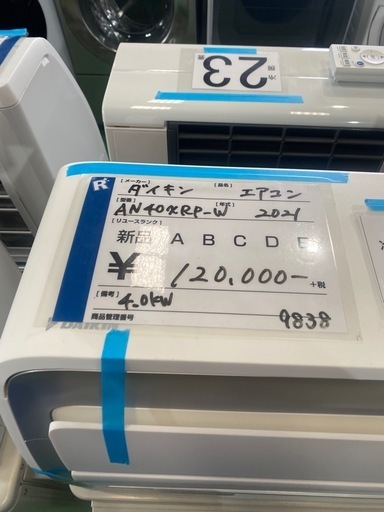 冷 23 畳
R
[メーカー] ダイキン [品名] エアコン
[型番] AN40XRP-W [年式] 2021
[リユースランク]
新品 A B C D E
¥ 120,000- +税
[備考] 4.0kW
商品管理番号 9838
DAIKIN